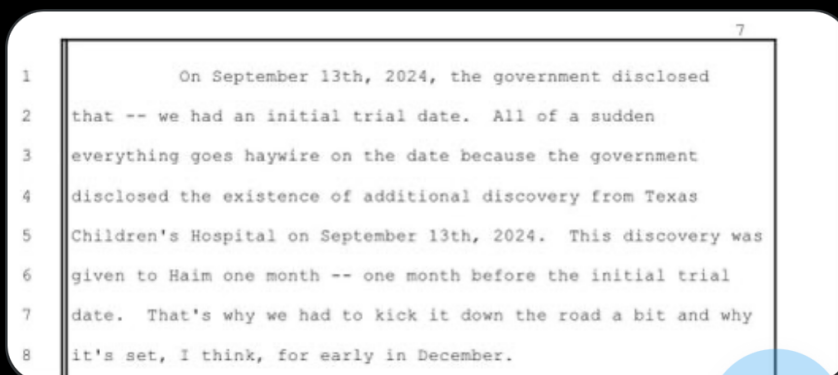 7
1 On September 13th, 2024, the government disclosed
2 that -- we had an initial trial date. All of a sudden
3 everything goes haywire on the date because the government
4 disclosed the existence of additional discovery from Texas
5 Children's Hospital on September 13th, 2024. This discovery was
6 given to Haim one month -- one month before the initial trial
7 date. That's why we had to kick it down the road a bit and why
8 it's set, I think, for early in December.